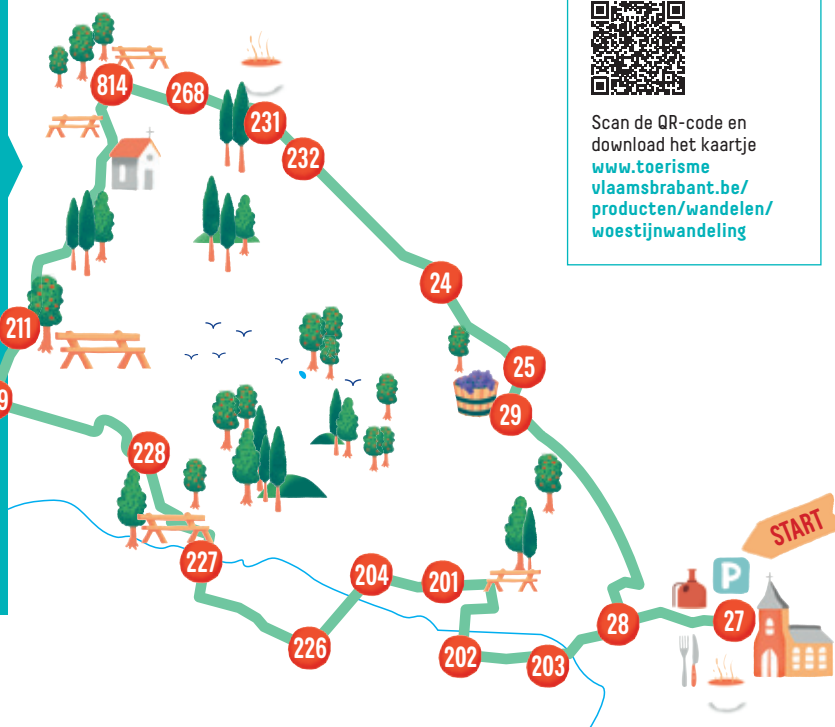 Scan de QR-code en
download het kaartje
www.toerisme
vlaamsbrabant.be/
producten/wandelen/
woestijnwandeling
814
268
231
232
24
211
25
29
9
228
START
P
227
204
201
27
28
226
202
203